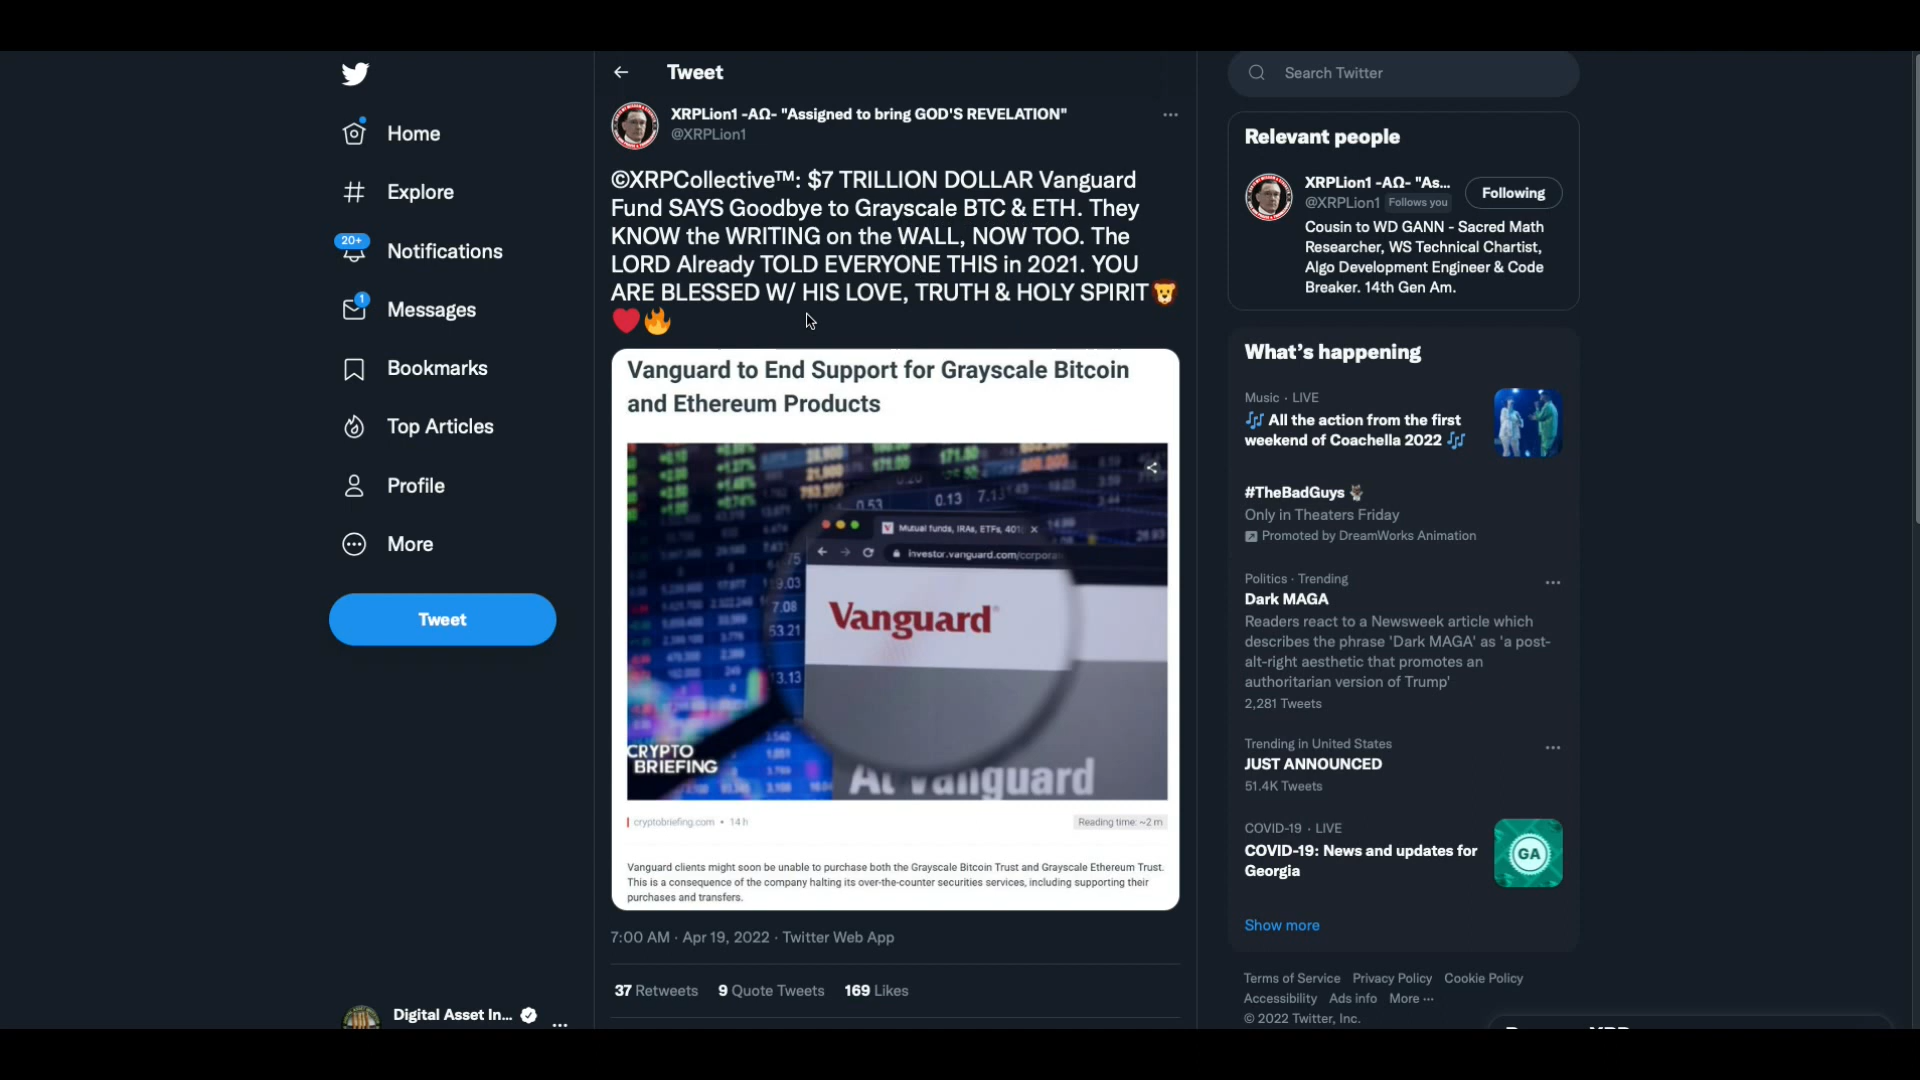 Home
Explore
20+
Notifications
1
Messages
Bookmarks
Top Articles
Profile
More
Tweet
Digital Asset In...
Tweet
XRPLion1 -ΑΩ- "Assigned to bring GOD'S REVELATION"
@XRPLion1
©XRPCollective™: $7 TRILLION DOLLAR Vanguard
Fund SAYS Goodbye to Grayscale BTC & ETH. They
KNOW the WRITING on the WALL, NOW TOO. The
LORD Already TOLD EVERYONE THIS in 2021. YOU
ARE BLESSED W/ HIS LOVE, TRUTH & HOLY SPIRIT🦁
❤️🔥
Vanguard to End Support for Grayscale Bitcoin
and Ethereum Products
Mutual funds, IRAs, ETFs, 401
investor.vanguard.com/corpora
Vanguard
At Vanguard
CRYPTO
BRIEFING
cryptobriefing.com • 14 h
Reading time: ~2 m
Vanguard clients might soon be unable to purchase both the Grayscale Bitcoin Trust and Grayscale Ethereum Trust.
This is a consequence of the company halting its over-the-counter securities services, including supporting their
purchases and transfers.
7:00 AM · Apr 19, 2022 · Twitter Web App
37 Retweets 9 Quote Tweets 169 Likes
Search Twitter
Relevant people
XRPLion1 -ΑΩ- "As...
@XRPLion1 Follows you
Following
Cousin to WD GANN - Sacred Math
Researcher, WS Technical Chartist,
Algo Development Engineer & Code
Breaker. 14th Gen Am.
What's happening
Music · LIVE
🎶 All the action from the first
weekend of Coachella 2022 🎶
#TheBadGuys
Only in Theaters Friday
Promoted by DreamWorks Animation
Politics · Trending
Dark MAGA
Readers react to a Newsweek article which
describes the phrase 'Dark MAGA' as 'a post-
alt-right aesthetic that promotes an
authoritarian version of Trump'
2,281 Tweets
Trending in United States
JUST ANNOUNCED
51.4K Tweets
COVID-19 · LIVE
COVID-19: News and updates for
Georgia
GA
Show more
Terms of Service Privacy Policy Cookie Policy
Accessibility Ads info More ···
© 2022 Twitter, Inc.